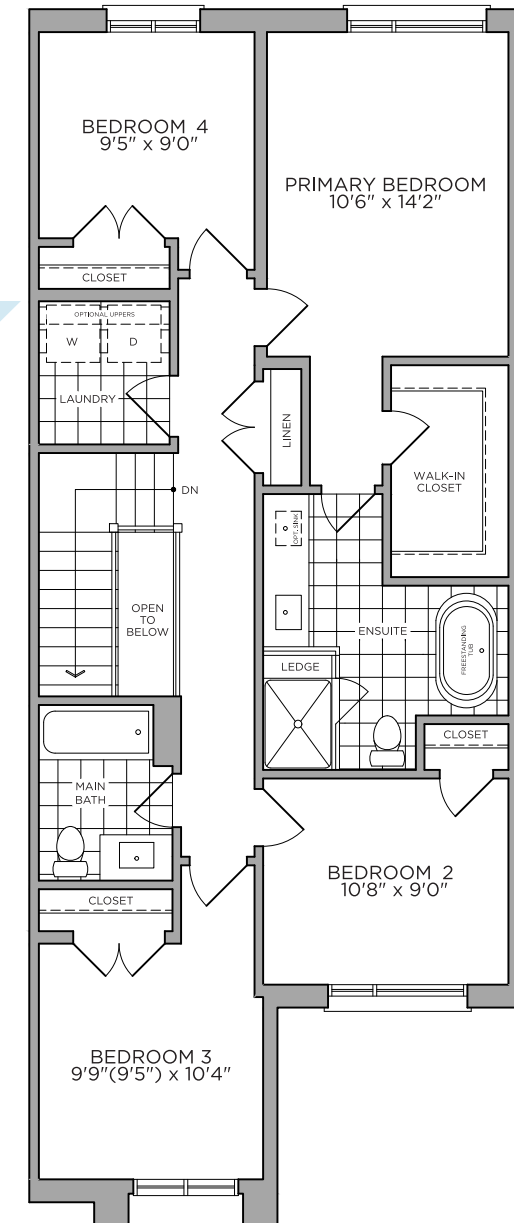 BEDROOM 4
9'5" x 9'0"
PRIMARY BEDROOM
10'6" x 14'2"
CLOSET
OPTIONAL UPPERS
W
D
LAUNDRY
LINEN
WALK-IN
CLOSET
DN
OPT. SINK
OPEN
TO
BELOW
ENSUITE
FREESTANDING
TUB
LEDGE
CLOSET
MAIN
BATH
BEDROOM 2
10'8" x 9'0"
CLOSET
BEDROOM 3
9'9"(9'5") x 10'4"